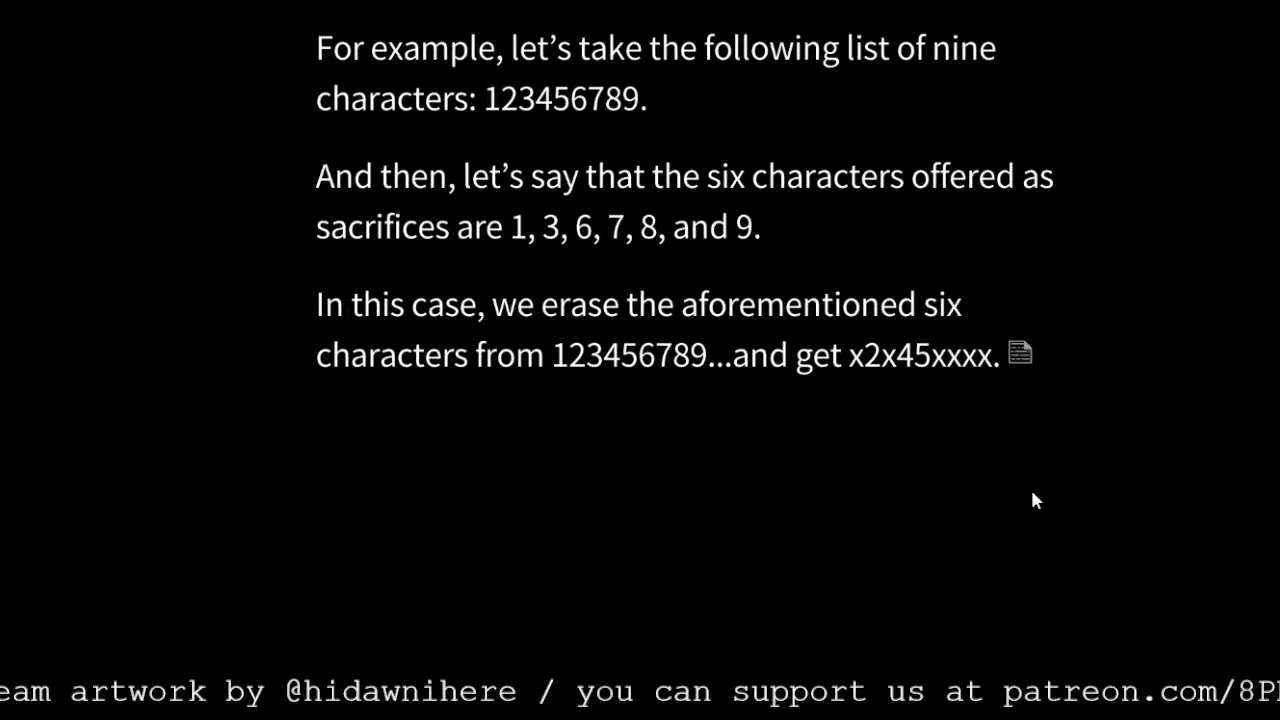 For example, let’s take the following list of nine
characters: 123456789.
And then, let’s say that the six characters offered as
sacrifices are 1, 3, 6, 7, 8, and 9.
In this case, we erase the aforementioned six
characters from 123456789...and get x2x45xxxx.
eam artwork by @hidawnihere / you can support us at patreon.com/8P